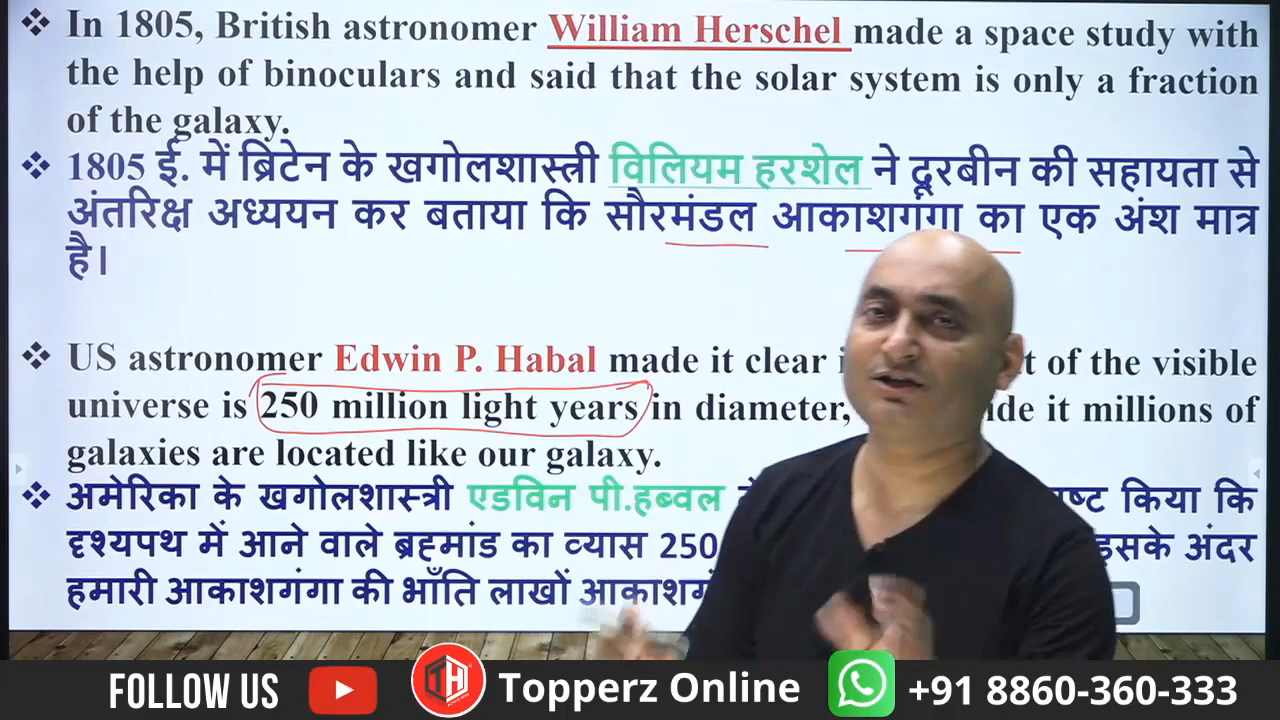 ❖ In 1805, British astronomer William Herschel made a space study with
the help of binoculars and said that the solar system is only a fraction
of the galaxy.
❖ 1805 ई. में ब्रिटेन के खगोलशास्त्री विलियम हरशेल ने दूरबीन की सहायता से
अंतरिक्ष अध्ययन कर बताया कि सौरमंडल आकाशगंगा का एक अंश मात्र
है।
❖ US astronomer Edwin P. Habal made it clear of the visible
universe is 250 million light years in diameter, it millions of
galaxies are located like our galaxy.
❖ अमेरिका के खगोलशास्त्री एडविन पी.हब्वल किया कि
दृश्यपथ में आने वाले ब्रह्मांड का व्यास 250 इसके अंदर
हमारी आकाशगंगा की भाँति लाखों
FOLLOW US Topperz Online +91 8860-360-333